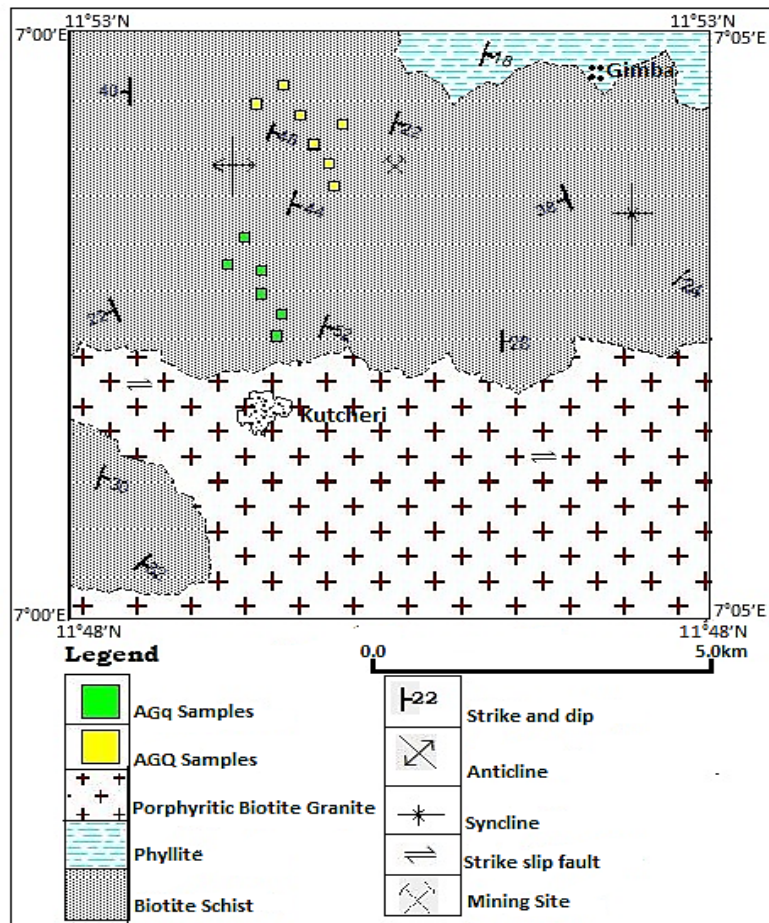 11°53'N 11°53'N
7°00'E 7°05'E
18
Gimba
40
48
22
44
38
24
22
52
28
Kutcheri
30
7°00'E 7°05'E
11°48'N 11°48'N
Legend
0.0 5.0km
AGq Samples
AGQ Samples
Porphyritic Biotite Granite
Phyllite
Biotite Schist
22
Strike and dip
Anticline
Syncline
Strike slip fault
Mining Site